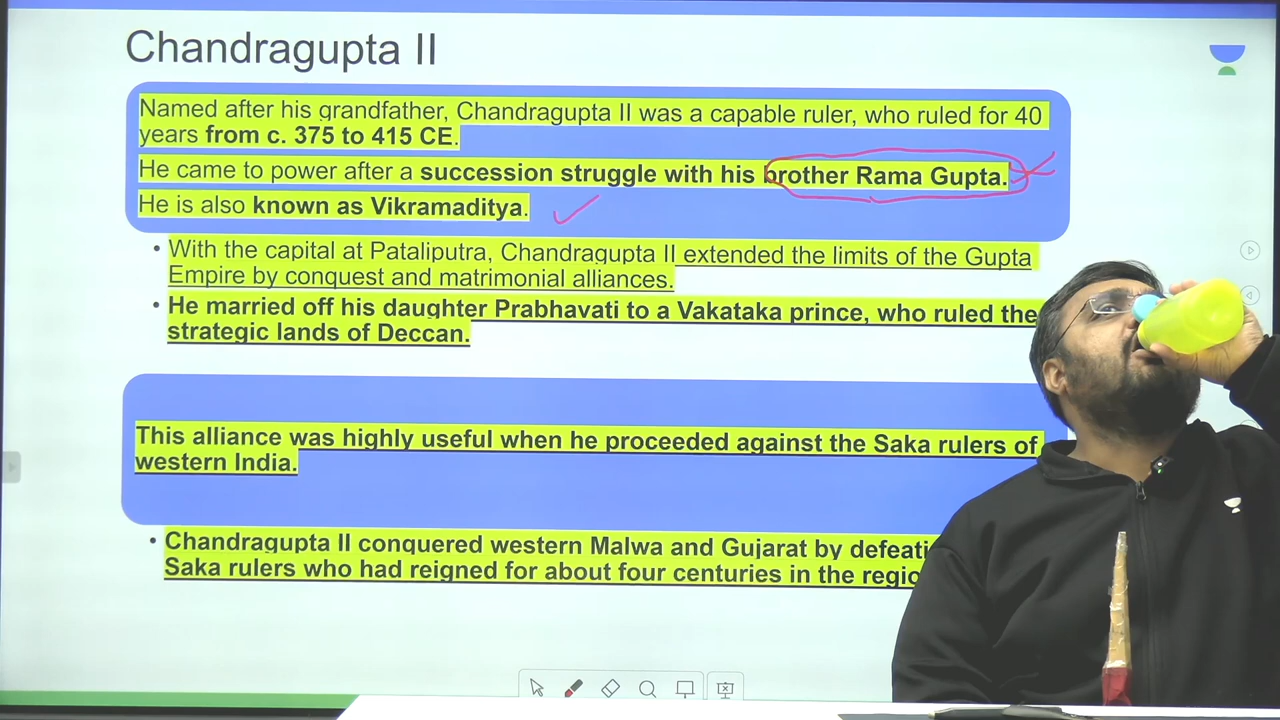 Chandragupta II
Named after his grandfather, Chandragupta II was a capable ruler, who ruled for 40
years from c. 375 to 415 CE.
He came to power after a succession struggle with his brother Rama Gupta.
He is also known as Vikramaditya.
• With the capital at Pataliputra, Chandragupta II extended the limits of the Gupta
Empire by conquest and matrimonial alliances.
• He married off his daughter Prabhavati to a Vakataka prince, who ruled the
strategic lands of Deccan.
This alliance was highly useful when he proceeded against the Saka rulers of
western India.
• Chandragupta II conquered western Malwa and Gujarat by
Saka rulers who had reigned for about four centuries in the